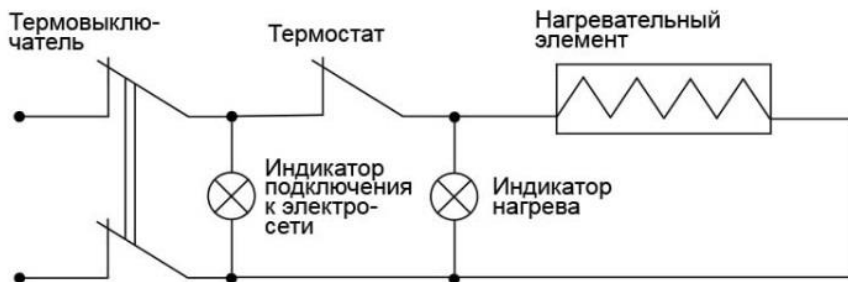 Термовыклю-
чатель
Термостат
Нагревательный
элемент
Индикатор
подключения
к электро-
сети
Индикатор
нагрева